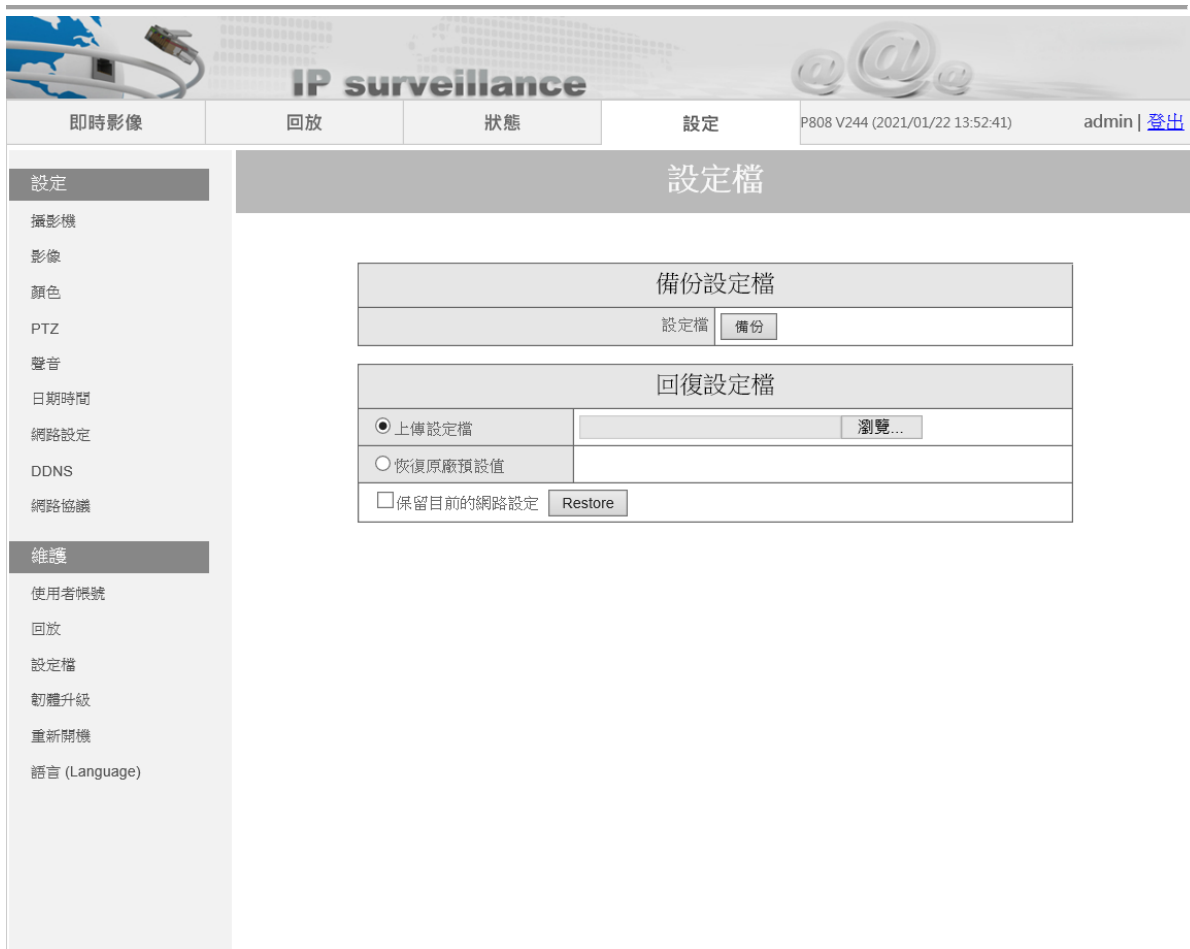 IP surveillance
即時影像 回放 狀態 設定 P808 V244 (2021/01/22 13:52:41) admin | 登出
設定
攝影機
影像
顏色
PTZ
聲音
日期時間
網路設定
DDNS
網路協議
維護
使用者帳號
回放
設定檔
韌體升級
重新開機
語言 (Language)
設定檔
備份設定檔
設定檔 備份
回復設定檔
上傳設定檔 瀏覽...
恢復原廠預設值
保留目前的網路設定 Restore